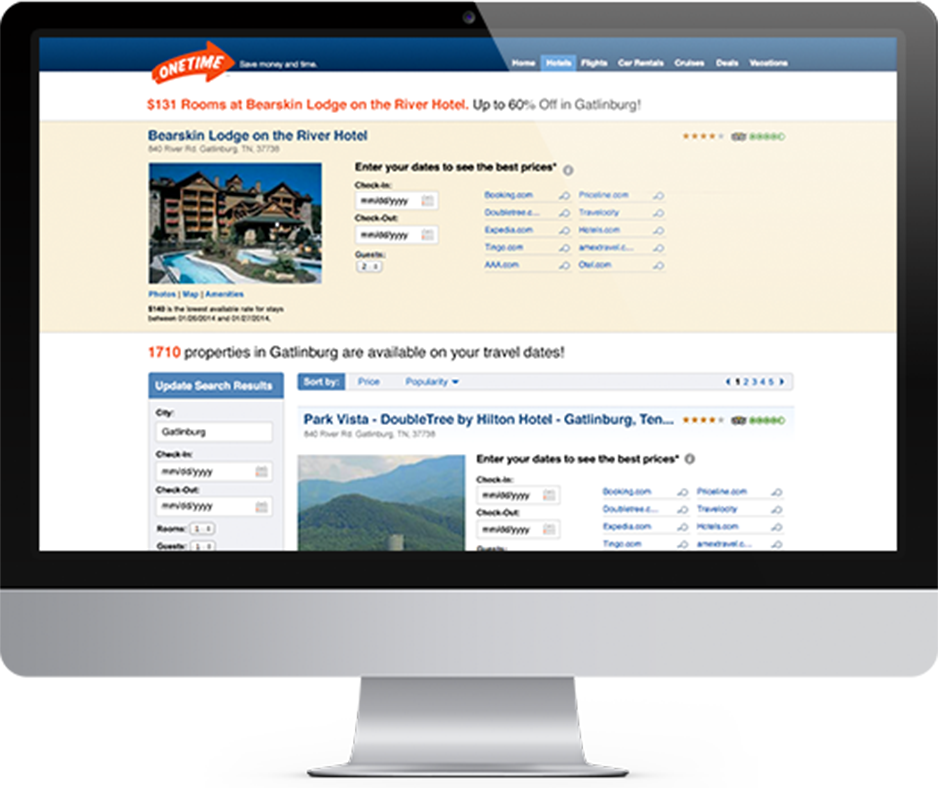 ONETIME Save money and time. Home Hotels Flights Car Rentals Cruises Deals Vacations
$131 Rooms at Bearskin Lodge on the River Hotel. Up to 60% Off in Gatlinburg!
Bearskin Lodge on the River Hotel
840 River Rd. Gatlinburg, TN, 37738
Enter your dates to see the best prices*
Check-In:
mm/dd/yyyy
Check-Out:
mm/dd/yyyy
Guests:
2
Booking.com Priceline.com
Doubletree.c... Travelocity
Expedia.com Hotels.com
Tingo.com amextravel.c...
AAA.com Otel.com
Photos | Map | Amenities
$140 is the lowest available rate for stays
between 01/26/2014 and 01/27/2014.
1710 properties in Gatlinburg are available on your travel dates!
Update Search Results
City:
Gatlinburg
Check-In:
mm/dd/yyyy
Check-Out:
mm/dd/yyyy
Rooms: 1
Guests: 1
Sort by: Price Popularity 1 2 3 4 5
Park Vista - DoubleTree by Hilton Hotel - Gatlinburg, Ten...
840 River Rd. Gatlinburg, TN, 37738
Enter your dates to see the best prices*
Check-In:
mm/dd/yyyy
Check-Out:
mm/dd/yyyy
Guests:
Booking.com Priceline.com
Doubletree.c... Travelocity
Expedia.com Hotels.com
Tingo.com amextravel.c...